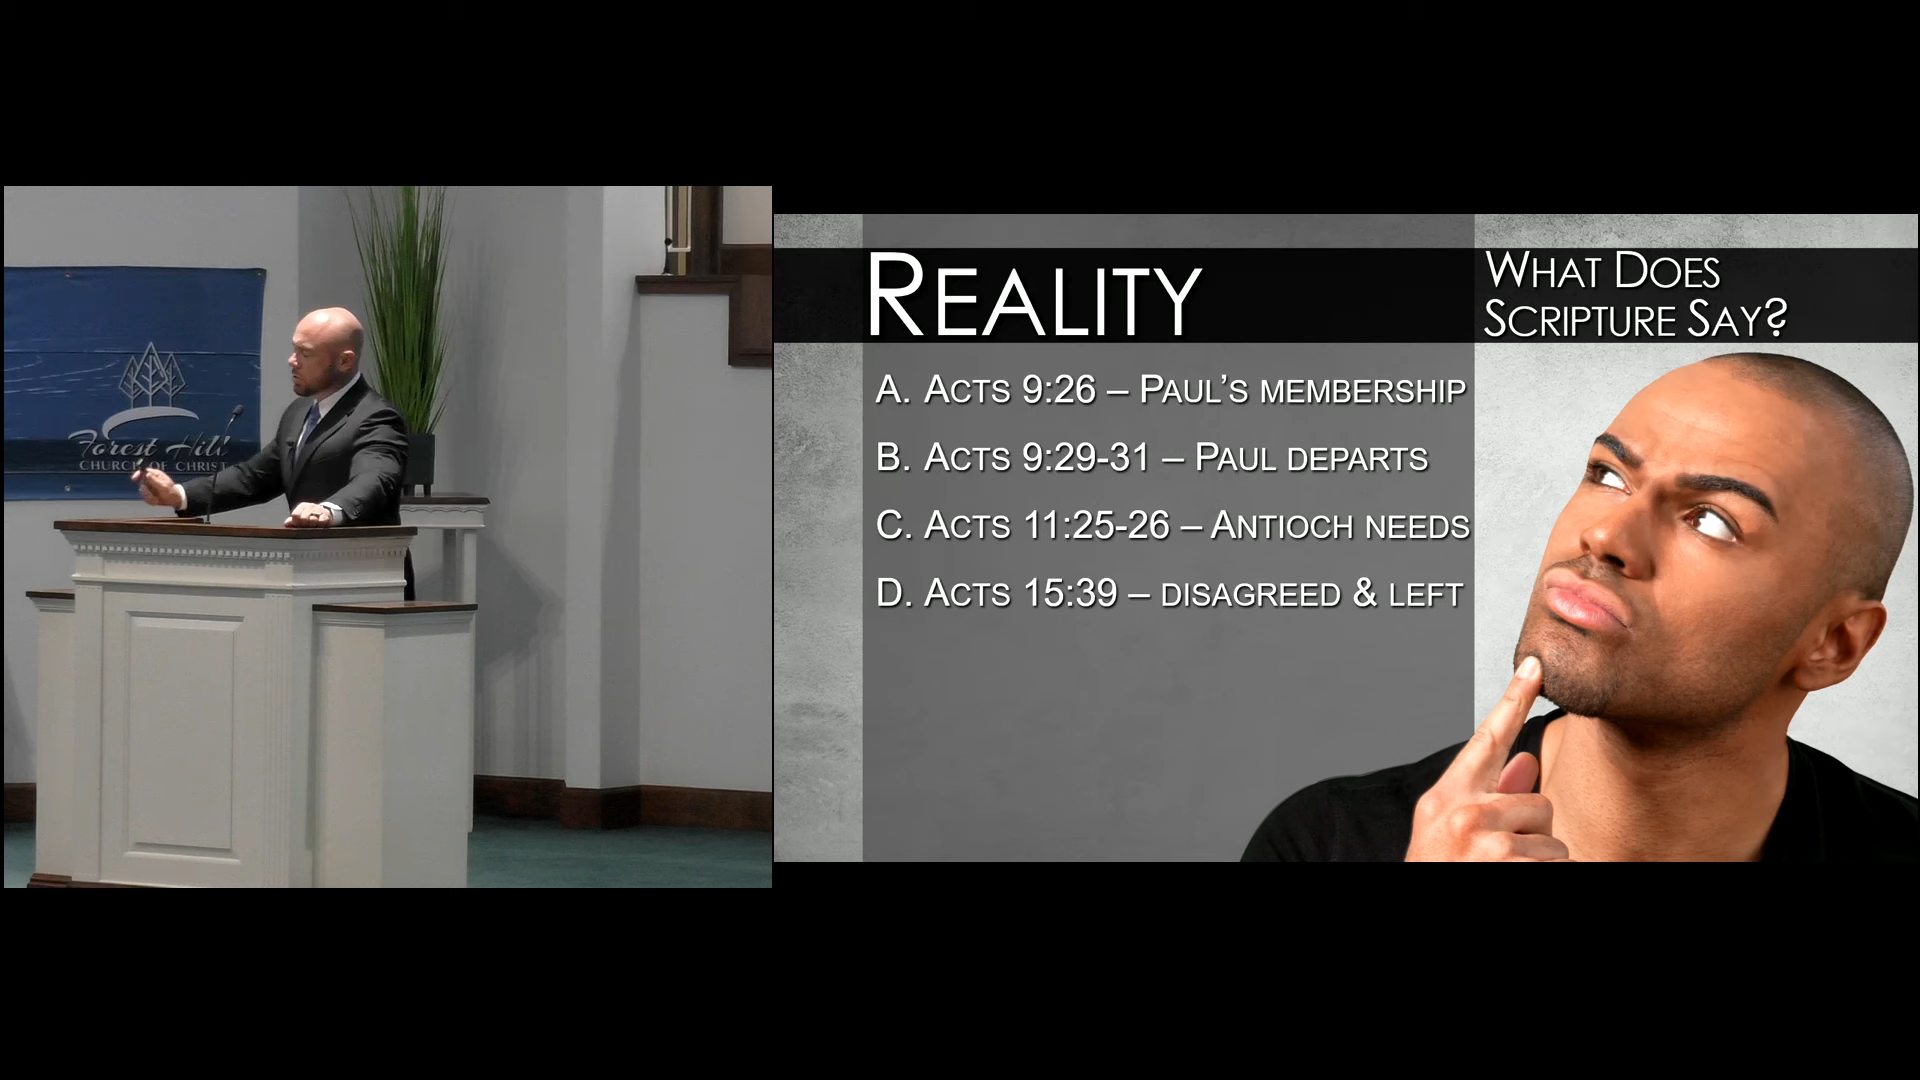 Forest Hill
CHURCH OF CHRIST
REALITY
WHAT DOES
SCRIPTURE SAY?
A. ACTS 9:26 – PAUL'S MEMBERSHIP
B. ACTS 9:29-31 – PAUL DEPARTS
C. ACTS 11:25-26 – ANTIOCH NEEDS
D. ACTS 15:39 – DISAGREED & LEFT